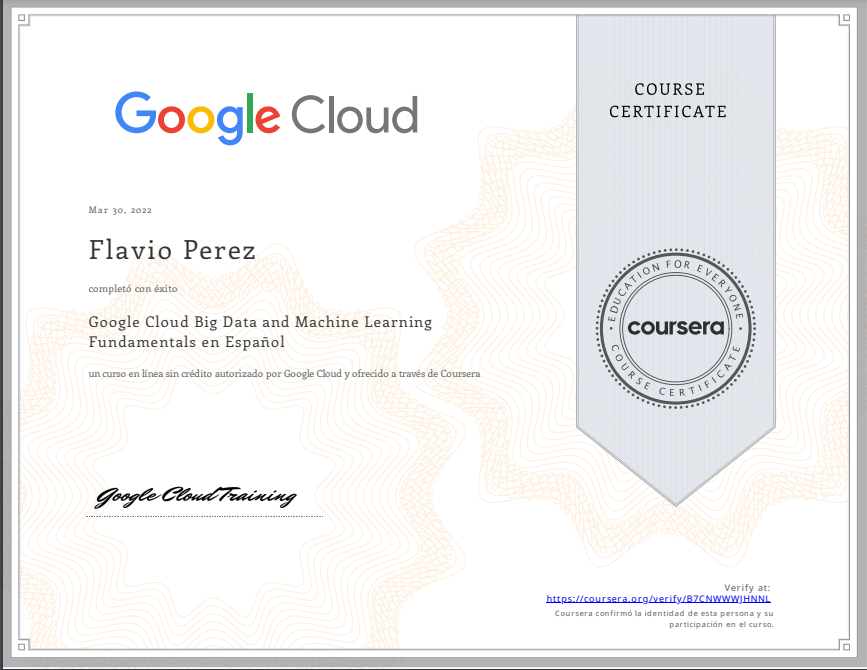 Google Cloud
COURSE
CERTIFICATE
Mar 30, 2022
Flavio Perez
completó con éxito
Google Cloud Big Data and Machine Learning
Fundamentals en Español
un curso en línea sin crédito autorizado por Google Cloud y ofrecido a través de Coursera
EDUCATION FOR EVERYONE
coursera
COURSE CERTIFICATE
Google Cloud Training
Verify at:
https://coursera.org/verify/B7CNWWWJHNNL
Coursera confirmó la identidad de esta persona y su
participación en el curso.